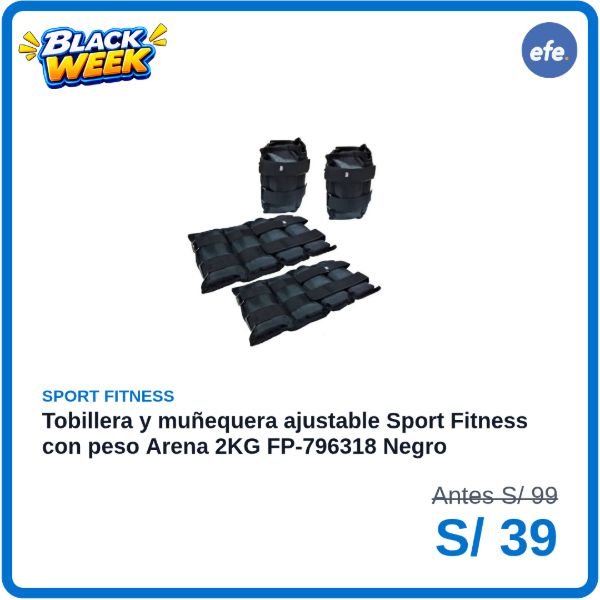 BLACK
WEEK
efe.
SPORT FITNESS
Tobillera y muñequera ajustable Sport Fitness
con peso Arena 2KG FP-796318 Negro
Antes S/ 99
S/ 39